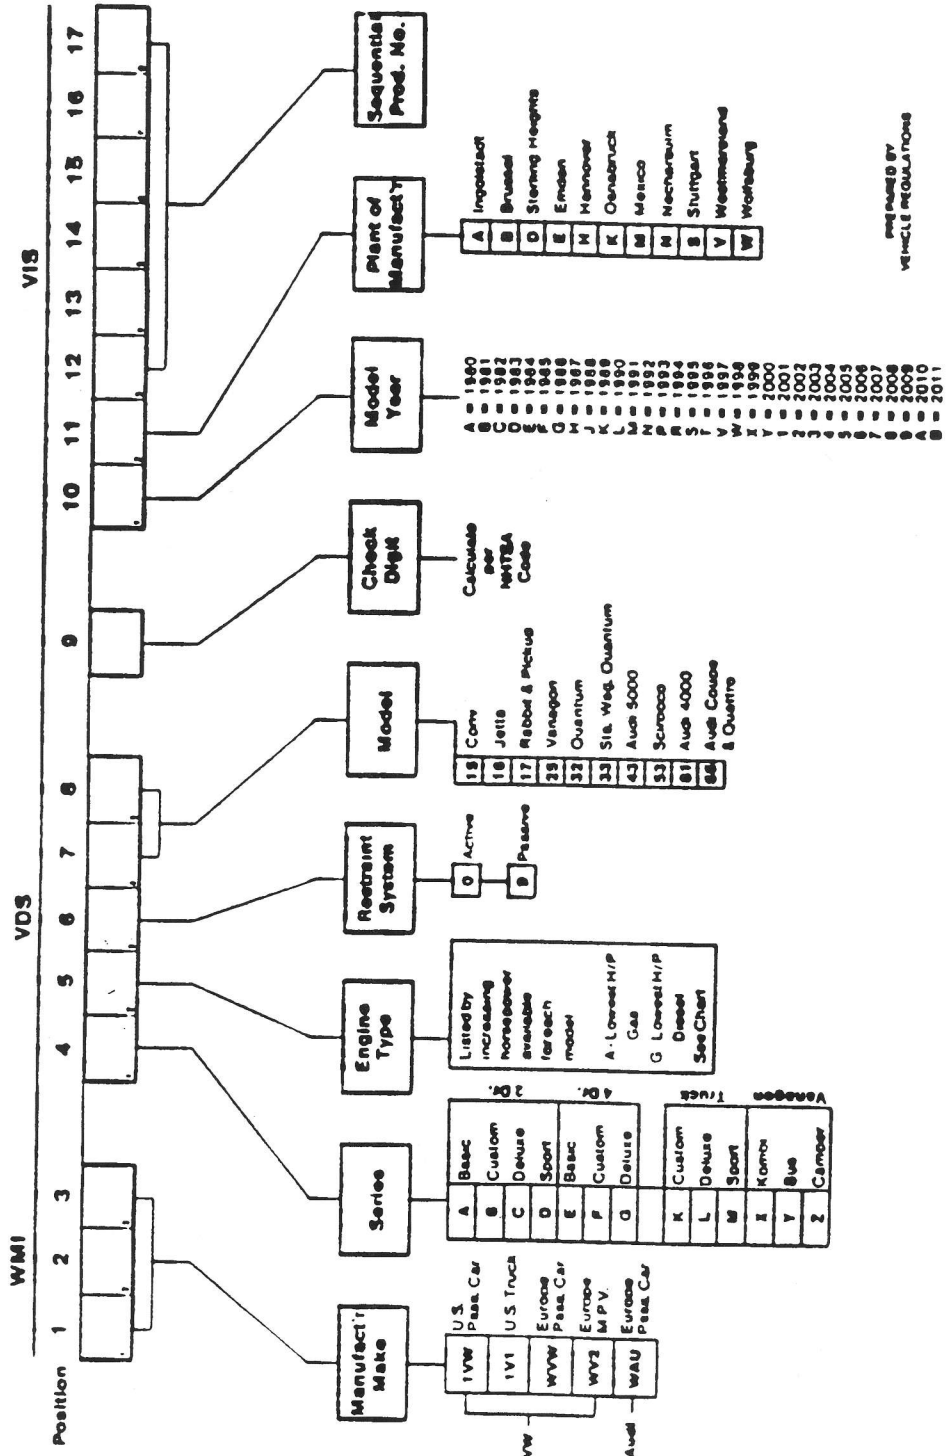 WMI VDS VIS
Position 1 2 3 4 5 6 7 8 9 10 11 12 13 14 15 16 17
Manufact'r
Make
1VW U.S. Pass. Car
1V1 U.S. Truck
WVW Europe Pass. Car
WV2 Europe M.P.V.
WAU Europe Pass. Car
VW
Audi
Series
A Basic
B Custom
C Deluxe
D Sport
2 Dr.
E Basic
F Custom
G Deluxe
4 Dr.
K Custom
L Deluxe
M Sport
Truck
X Kombi
Y Bus
Z Camper
Vanagon
Engine
Type
Listed by
increasing
horsepower
available
for each
model
A - Lowest H/P
Gas
G Lowest H/P
Diesel
See Chart
Restraint
System
0 Active
9 Passive
Model
15 Conv
16 Jetta
17 Rabbit & Pickup
25 Vanagon
32 Quantum
33 Sta. Wag. Quantum
43 Audi 5000
53 Scirocco
81 Audi 4000
Audi Coupe
& Quattro
Check
Digit
Calculate
per
NHTSA
Code
Model
Year
A = 1980
B = 1981
C = 1982
D = 1983
E = 1984
F = 1985
G = 1986
H = 1987
J = 1988
K = 1989
L = 1990
M = 1991
N = 1992
P = 1993
R = 1994
S = 1995
T = 1996
V = 1997
W = 1998
X = 1999
Y = 2000
1 = 2001
2 = 2002
3 = 2003
4 = 2004
5 = 2005
6 = 2006
7 = 2007
8 = 2008
9 = 2009
A = 2010
B = 2011
Plant of
Manufact'r
A Ingolstadt
B Brussel
D Sterling Heights
E Emden
H Hannover
K Osnabruck
M Mexico
N Neckarsulm
S Stuttgart
V Westmoreland
W Wolfsburg
Sequential
Prod. No.
PREPARED BY
VEHICLE REGULATIONS